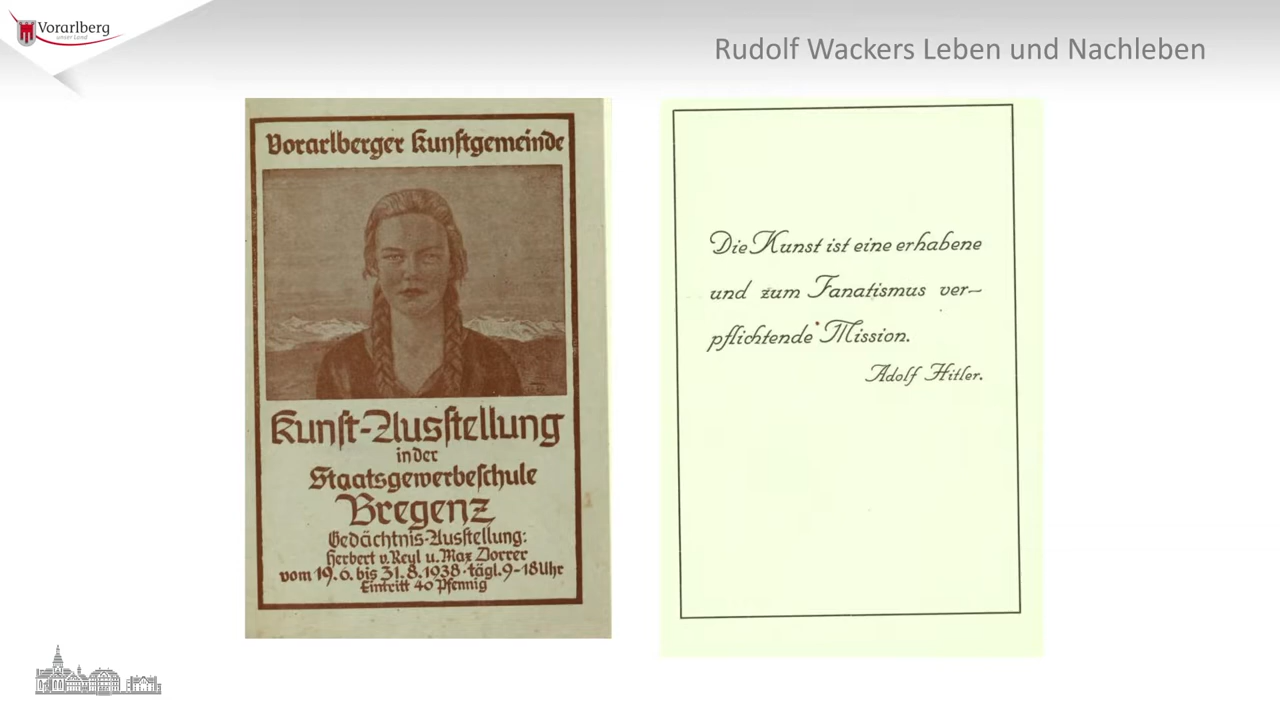 Vorarlberg
unser Land
Rudolf Wackers Leben und Nachleben
Vorarlberger Kunstgemeinde
Kunst-Ausstellung
in der
Staatsgewerbeschule
Bregenz
Gedächtnis-Ausstellung:
Herbert v. Reyl u. Max Dorrer
vom 19.6. bis 31.8.1938 · tägl. 9-18 Uhr
Eintritt 40 Pfennig
Die Kunst ist eine erhabene
und zum Fanatismus ver-
pflichtende Mission.
Adolf Hitler.